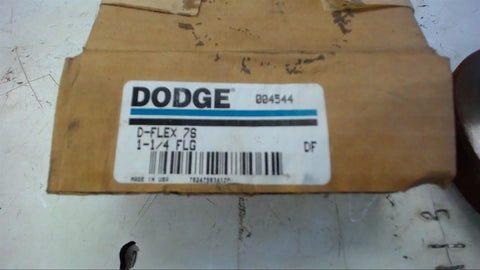 DODGE 004544
D-FLEX 7S
1-1/4 FLG DF
MADE IN USA